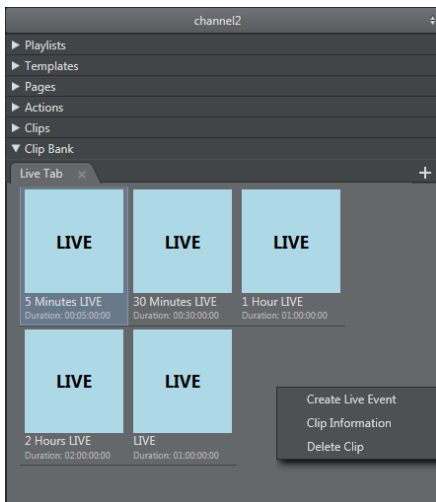 channel2
Playlists
Templates
Pages
Actions
Clips
Clip Bank
Live Tab
LIVE LIVE LIVE
5 Minutes LIVE 30 Minutes LIVE 1 Hour LIVE
Duration: 00:05:00:00 Duration: 00:30:00:00 Duration: 01:00:00:00
LIVE LIVE
2 Hours LIVE LIVE
Duration: 02:00:00:00 Duration: 01:00:00:00
Create Live Event
Clip Information
Delete Clip